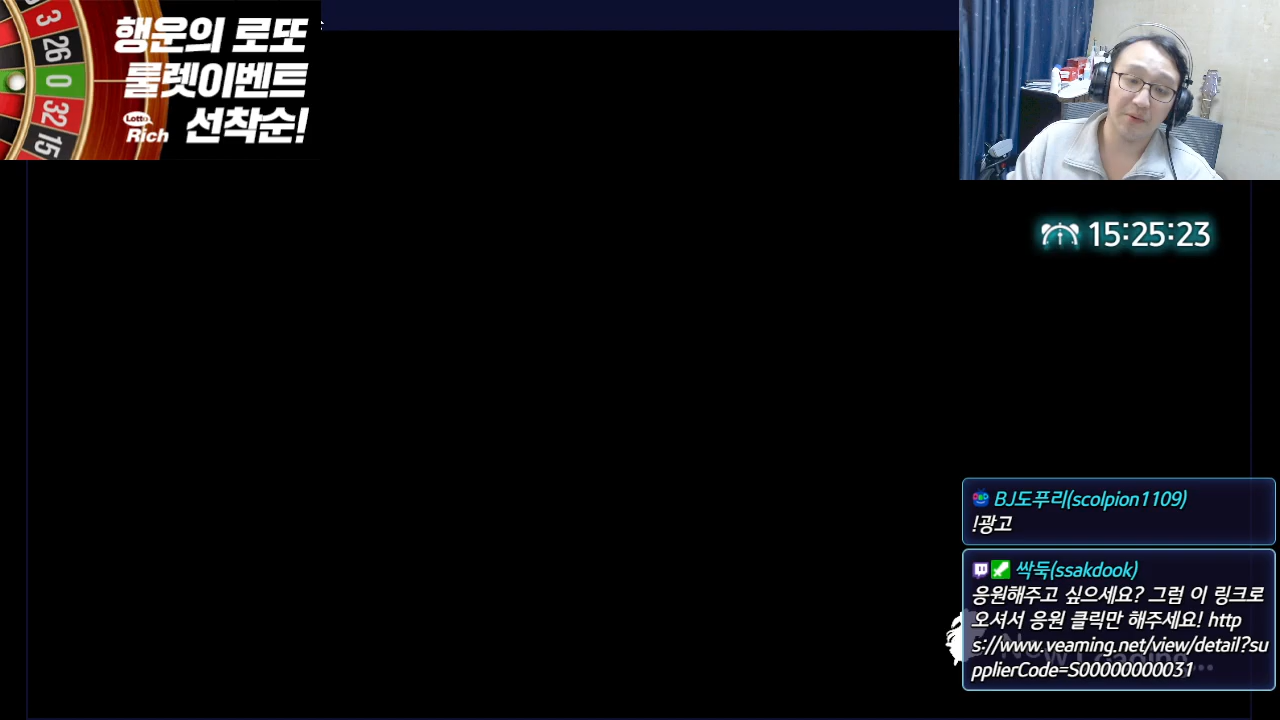 3
26
0
32
15
행운의 로또
룰렛이벤트
선착순!
Lotto
Rich
15:25:23
BJ도푸리(scolpion1109)
!광고
싹둑(ssakdook)
응원해주고 싶으세요? 그럼 이 링크로
오셔서 응원 클릭만 해주세요! http
s://www.veaming.net/view/detail?su
pplierCode=S00000000031
Now Loading...